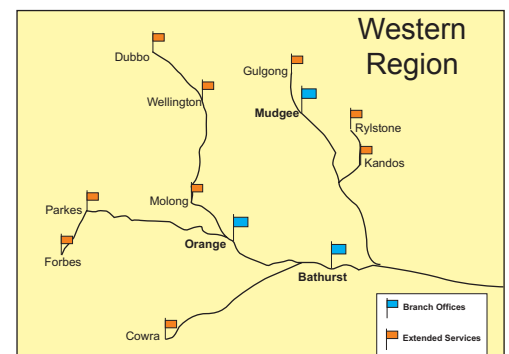 Western
Region
Dubbo
Gulgong
Wellington
Mudgee
Rylstone
Kandos
Molong
Parkes
Orange
Forbes
Bathurst
Branch Offices
Cowra
Extended Services